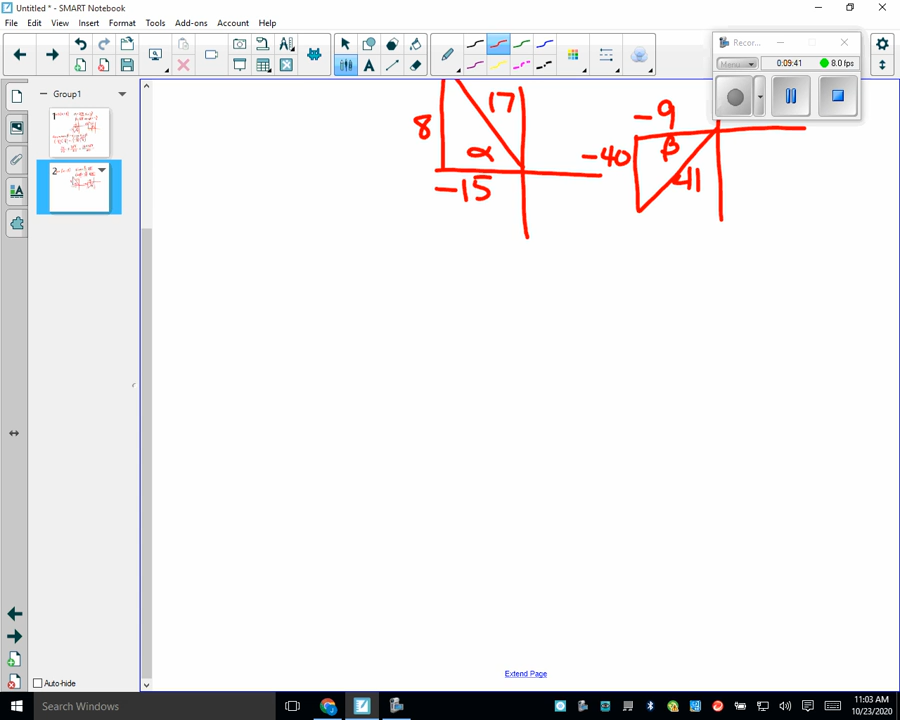 Untitled * - SMART Notebook
File Edit View Insert Format Tools Add-ons Account Help
Recor...
Menu
0:09:41
8.0 fps
Group1
1
2
17
8
α
-15
-9
-40
β
41
Extend Page
Auto-hide
Search Windows
11:03 AM
10/23/2020